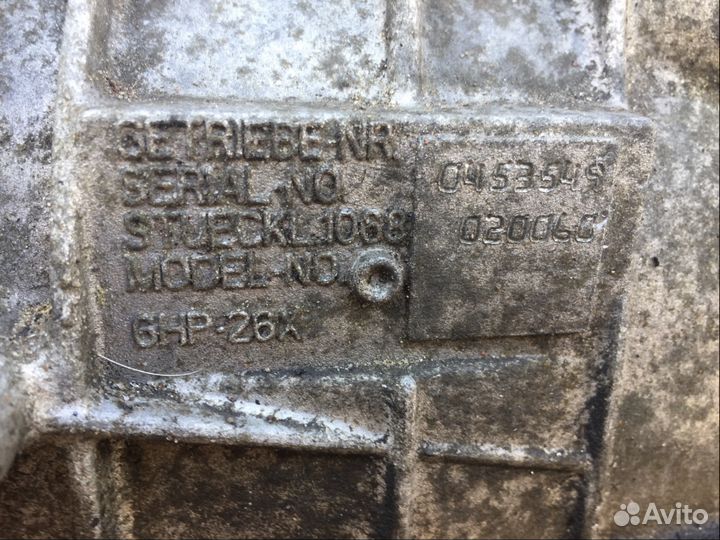 GETRIEBE-NR.
SERIAL-NO. 0453549
STUECKL.1068 020060
MODEL-NO.
6HP-26X
Avito